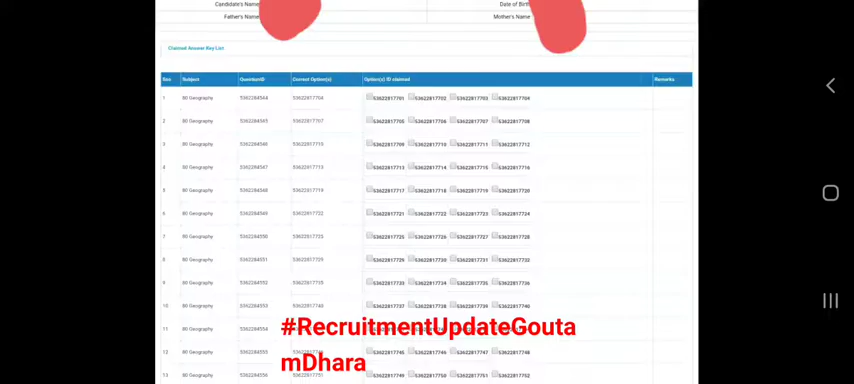 Candidate's Name Date of Birth
Father's Name Mother's Name
Claimed Answer Key List
Sno Subject QuestionID Correct Option(s) Option(s) ID claimed Remarks
1 80 Geography 5362284544 53622817704 53622817701 53622817702 53622817703 53622817704
2 80 Geography 5362284545 53622817707 53622817705 53622817706 53622817707 53622817708
3 80 Geography 5362284546 53622817709 53622817710 53622817711 53622817712
4 80 Geography 5362284547 53622817713 53622817713 53622817714 53622817715 53622817716
5 80 Geography 5362284548 53622817719 53622817717 53622817718 53622817719 53622817720
6 80 Geography 5362284549 53622817722 53622817721 53622817722 53622817723 53622817724
7 80 Geography 5362284550 53622817725 53622817726 53622817727 53622817728
8 80 Geography 5362284551 53622817729 53622817729 53622817730 53622817731 53622817732
9 80 Geography 5362284552 53622817735 53622817733 53622817734 53622817735 53622817736
10 80 Geography 5362284553 53622817740 53622817737 53622817738 53622817739 53622817740
11 80 Geography 5362284554
#RecruitmentUpdateGouta
12 80 Geography 5362284555 53622817745 53622817746 53622817747 53622817748
mDhara
13 80 Geography 5362284556 53622817751 53622817749 53622817750 53622817751 53622817752